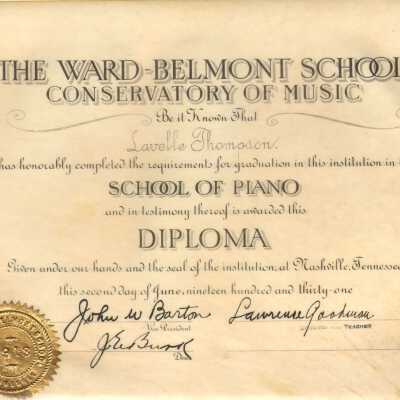 THE WARD-BELMONT SCHOOL
CONSERVATORY OF MUSIC
Be it Known That
Lavelle Thomason.
has honorably completed the requirements for graduation in this institution in
SCHOOL OF PIANO
and in testimony thereof is awarded this
DIPLOMA
Given under our hands and the seal of the institution, at Nashville, Tennessee
this second day of June, nineteen hundred and thirty-one
John W Barton Lawrence Goodman
Vice President TEACHER